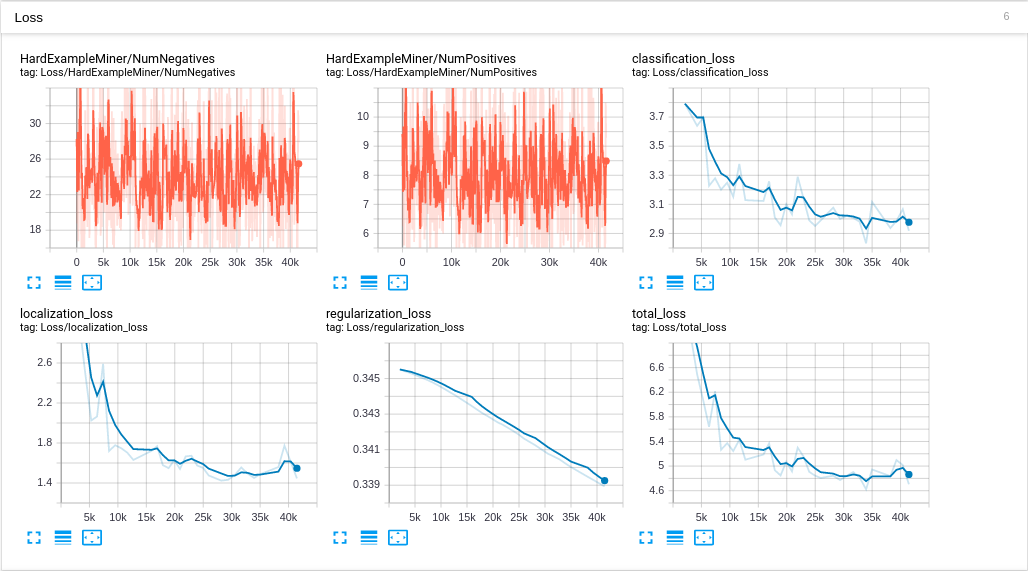 Loss
6
HardExampleMiner/NumNegatives
tag: Loss/HardExampleMiner/NumNegatives
30
26
22
18
0 5k 10k 15k 20k 25k 30k 35k 40k
HardExampleMiner/NumPositives
tag: Loss/HardExampleMiner/NumPositives
10
9
8
7
6
0 10k 20k 30k 40k
classification_loss
tag: Loss/classification_loss
3.7
3.5
3.3
3.1
2.9
5k 10k 15k 20k 25k 30k 35k 40k
localization_loss
tag: Loss/localization_loss
2.6
2.2
1.8
1.4
5k 10k 15k 20k 25k 30k 35k 40k
regularization_loss
tag: Loss/regularization_loss
0.345
0.343
0.341
0.339
5k 10k 15k 20k 25k 30k 35k 40k
total_loss
tag: Loss/total_loss
6.6
6.2
5.8
5.4
5
4.6
5k 10k 15k 20k 25k 30k 35k 40k